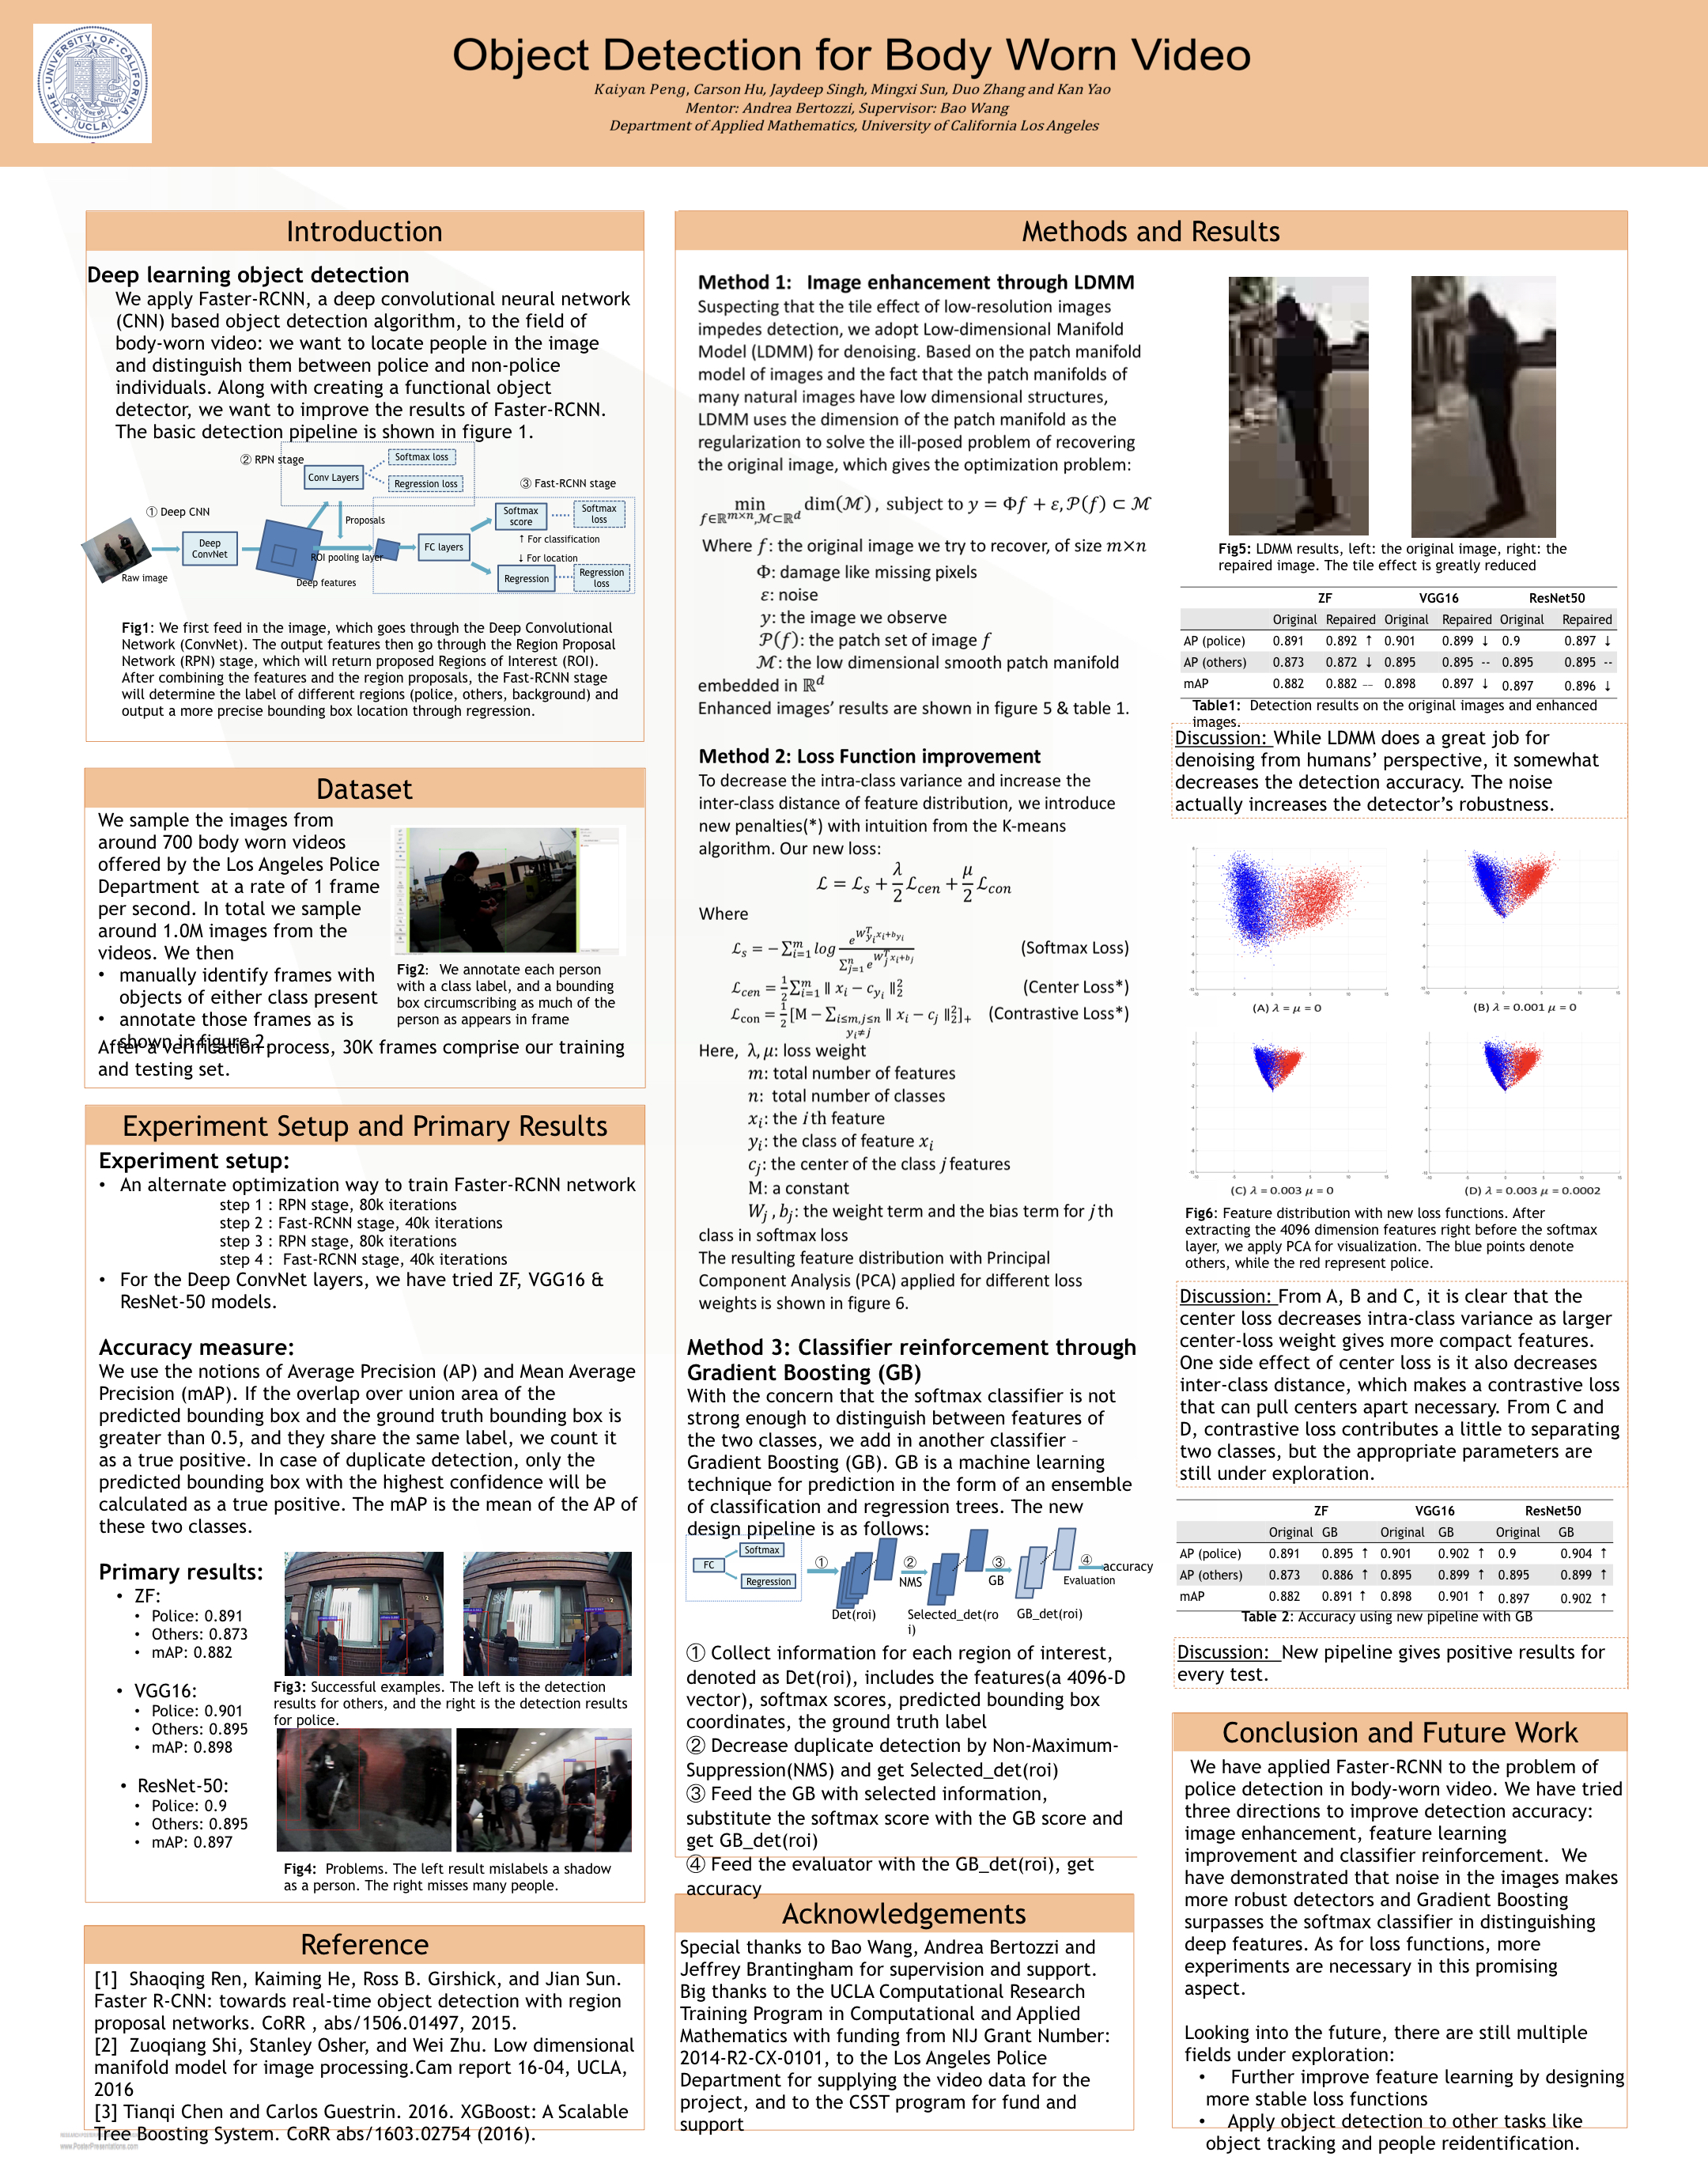 Object Detection for Body Worn Video
Kaiyan Peng, Carson Hu, Jaydeep Singh, Mingxi Sun, Duo Zhang and Kan Yao
Mentor: Andrea Bertozzi, Supervisor: Bao Wang
Department of Applied Mathematics, University of California Los Angeles
THE · UNIVERSITY · OF · CALIFORNIA ·
LET THERE BE LIGHT
UCLA
Introduction
Deep learning object detection
We apply Faster-RCNN, a deep convolutional neural network
(CNN) based object detection algorithm, to the field of
body-worn video: we want to locate people in the image
and distinguish them between police and non-police
individuals. Along with creating a functional object
detector, we want to improve the results of Faster-RCNN.
The basic detection pipeline is shown in figure 1.
② RPN stage
Conv Layers
Softmax loss
Regression loss
③ Fast-RCNN stage
① Deep CNN
Proposals
Deep
ConvNet
ROI pooling layer
FC layers
Softmax
score
Softmax
loss
↑ For classification
↓ For location
Regression
Regression
loss
Raw image
Deep features
Fig1: We first feed in the image, which goes through the Deep Convolutional
Network (ConvNet). The output features then go through the Region Proposal
Network (RPN) stage, which will return proposed Regions of Interest (ROI).
After combining the features and the region proposals, the Fast-RCNN stage
will determine the label of different regions (police, others, background) and
output a more precise bounding box location through regression.
Dataset
We sample the images from
around 700 body worn videos
offered by the Los Angeles Police
Department at a rate of 1 frame
per second. In total we sample
around 1.0M images from the
videos. We then
• manually identify frames with
objects of either class present
• annotate those frames as is
shown in figure 2.
After a verification process, 30K frames comprise our training
and testing set.
Fig2: We annotate each person
with a class label, and a bounding
box circumscribing as much of the
person as appears in frame
Experiment Setup and Primary Results
Experiment setup:
• An alternate optimization way to train Faster-RCNN network
step 1 : RPN stage, 80k iterations
step 2 : Fast-RCNN stage, 40k iterations
step 3 : RPN stage, 80k iterations
step 4 : Fast-RCNN stage, 40k iterations
• For the Deep ConvNet layers, we have tried ZF, VGG16 &
ResNet-50 models.
Accuracy measure:
We use the notions of Average Precision (AP) and Mean Average
Precision (mAP). If the overlap over union area of the
predicted bounding box and the ground truth bounding box is
greater than 0.5, and they share the same label, we count it
as a true positive. In case of duplicate detection, only the
predicted bounding box with the highest confidence will be
calculated as a true positive. The mAP is the mean of the AP of
these two classes.
Primary results:
• ZF:
• Police: 0.891
• Others: 0.873
• mAP: 0.882
• VGG16:
• Police: 0.901
• Others: 0.895
• mAP: 0.898
• ResNet-50:
• Police: 0.9
• Others: 0.895
• mAP: 0.897
Fig3: Successful examples. The left is the detection
results for others, and the right is the detection results
for police.
Fig4: Problems. The left result mislabels a shadow
as a person. The right misses many people.
Reference
[1] Shaoqing Ren, Kaiming He, Ross B. Girshick, and Jian Sun.
Faster R-CNN: towards real-time object detection with region
proposal networks. CoRR , abs/1506.01497, 2015.
[2] Zuoqiang Shi, Stanley Osher, and Wei Zhu. Low dimensional
manifold model for image processing.Cam report 16-04, UCLA,
2016
[3] Tianqi Chen and Carlos Guestrin. 2016. XGBoost: A Scalable
Tree Boosting System. CoRR abs/1603.02754 (2016).
www.PosterPresentations.com
Methods and Results
Method 1: Image enhancement through LDMM
Suspecting that the tile effect of low-resolution images
impedes detection, we adopt Low-dimensional Manifold
Model (LDMM) for denoising. Based on the patch manifold
model of images and the fact that the patch manifolds of
many natural images have low dimensional structures,
LDMM uses the dimension of the patch manifold as the
regularization to solve the ill-posed problem of recovering
the original image, which gives the optimization problem:
min f∈ℝ^{m×n},ℳ⊂ℝ^d dim(ℳ) , subject to y = Φf + ε, 𝒫(f) ⊂ ℳ
Where f: the original image we try to recover, of size m×n
Φ: damage like missing pixels
ε: noise
y: the image we observe
𝒫(f): the patch set of image f
ℳ: the low dimensional smooth patch manifold
embedded in ℝ^d
Enhanced images' results are shown in figure 5 & table 1.
Method 2: Loss Function improvement
To decrease the intra-class variance and increase the
inter-class distance of feature distribution, we introduce
new penalties(*) with intuition from the K-means
algorithm. Our new loss:
ℒ = ℒ_s + λ/2 ℒ_cen + μ/2 ℒ_con
Where
ℒ_s = −∑_{i=1}^m log e^{W_{y_i}^T x_i+b_{y_i}} / ∑_{j=1}^n e^{W_j^T x_i+b_j} (Softmax Loss)
ℒ_cen = 1/2 ∑_{i=1}^m ∥ x_i − c_{y_i} ∥_2^2 (Center Loss*)
ℒ_con = 1/2 [M − ∑_{i≤m,j≤n y_i≠j} ∥ x_i − c_j ∥_2^2]_+ (Contrastive Loss*)
Here, λ, μ: loss weight
m: total number of features
n: total number of classes
x_i: the i th feature
y_i: the class of feature x_i
c_j: the center of the class j features
M: a constant
W_j , b_j: the weight term and the bias term for j th
class in softmax loss
The resulting feature distribution with Principal
Component Analysis (PCA) applied for different loss
weights is shown in figure 6.
Method 3: Classifier reinforcement through
Gradient Boosting (GB)
With the concern that the softmax classifier is not
strong enough to distinguish between features of
the two classes, we add in another classifier –
Gradient Boosting (GB). GB is a machine learning
technique for prediction in the form of an ensemble
of classification and regression trees. The new
design pipeline is as follows:
FC
Softmax
Regression
①
②
NMS
③
GB
④
Evaluation
accuracy
Det(roi)
Selected_det(ro
i)
GB_det(roi)
① Collect information for each region of interest,
denoted as Det(roi), includes the features(a 4096-D
vector), softmax scores, predicted bounding box
coordinates, the ground truth label
② Decrease duplicate detection by Non-Maximum-
Suppression(NMS) and get Selected_det(roi)
③ Feed the GB with selected information,
substitute the softmax score with the GB score and
get GB_det(roi)
④ Feed the evaluator with the GB_det(roi), get
accuracy
Acknowledgements
Special thanks to Bao Wang, Andrea Bertozzi and
Jeffrey Brantingham for supervision and support.
Big thanks to the UCLA Computational Research
Training Program in Computational and Applied
Mathematics with funding from NIJ Grant Number:
2014-R2-CX-0101, to the Los Angeles Police
Department for supplying the video data for the
project, and to the CSST program for fund and
support
Fig5: LDMM results, left: the original image, right: the
repaired image. The tile effect is greatly reduced
ZF VGG16 ResNet50
Original Repaired Original Repaired Original Repaired
AP (police) 0.891 0.892 ↑ 0.901 0.899 ↓ 0.9 0.897 ↓
AP (others) 0.873 0.872 ↓ 0.895 0.895 -- 0.895 0.895 --
mAP 0.882 0.882 -- 0.898 0.897 ↓ 0.897 0.896 ↓
Table1: Detection results on the original images and enhanced
images.
Discussion: While LDMM does a great job for
denoising from humans' perspective, it somewhat
decreases the detection accuracy. The noise
actually increases the detector's robustness.
(A) λ = μ = 0
(B) λ = 0.001 μ = 0
(C) λ = 0.003 μ = 0
(D) λ = 0.003 μ = 0.0002
Fig6: Feature distribution with new loss functions. After
extracting the 4096 dimension features right before the softmax
layer, we apply PCA for visualization. The blue points denote
others, while the red represent police.
Discussion: From A, B and C, it is clear that the
center loss decreases intra-class variance as larger
center-loss weight gives more compact features.
One side effect of center loss is it also decreases
inter-class distance, which makes a contrastive loss
that can pull centers apart necessary. From C and
D, contrastive loss contributes a little to separating
two classes, but the appropriate parameters are
still under exploration.
ZF VGG16 ResNet50
Original GB Original GB Original GB
AP (police) 0.891 0.895 ↑ 0.901 0.902 ↑ 0.9 0.904 ↑
AP (others) 0.873 0.886 ↑ 0.895 0.899 ↑ 0.895 0.899 ↑
mAP 0.882 0.891 ↑ 0.898 0.901 ↑ 0.897 0.902 ↑
Table 2: Accuracy using new pipeline with GB
Discussion: New pipeline gives positive results for
every test.
Conclusion and Future Work
We have applied Faster-RCNN to the problem of
police detection in body-worn video. We have tried
three directions to improve detection accuracy:
image enhancement, feature learning
improvement and classifier reinforcement. We
have demonstrated that noise in the images makes
more robust detectors and Gradient Boosting
surpasses the softmax classifier in distinguishing
deep features. As for loss functions, more
experiments are necessary in this promising
aspect.
Looking into the future, there are still multiple
fields under exploration:
• Further improve feature learning by designing
more stable loss functions
• Apply object detection to other tasks like
object tracking and people reidentification.